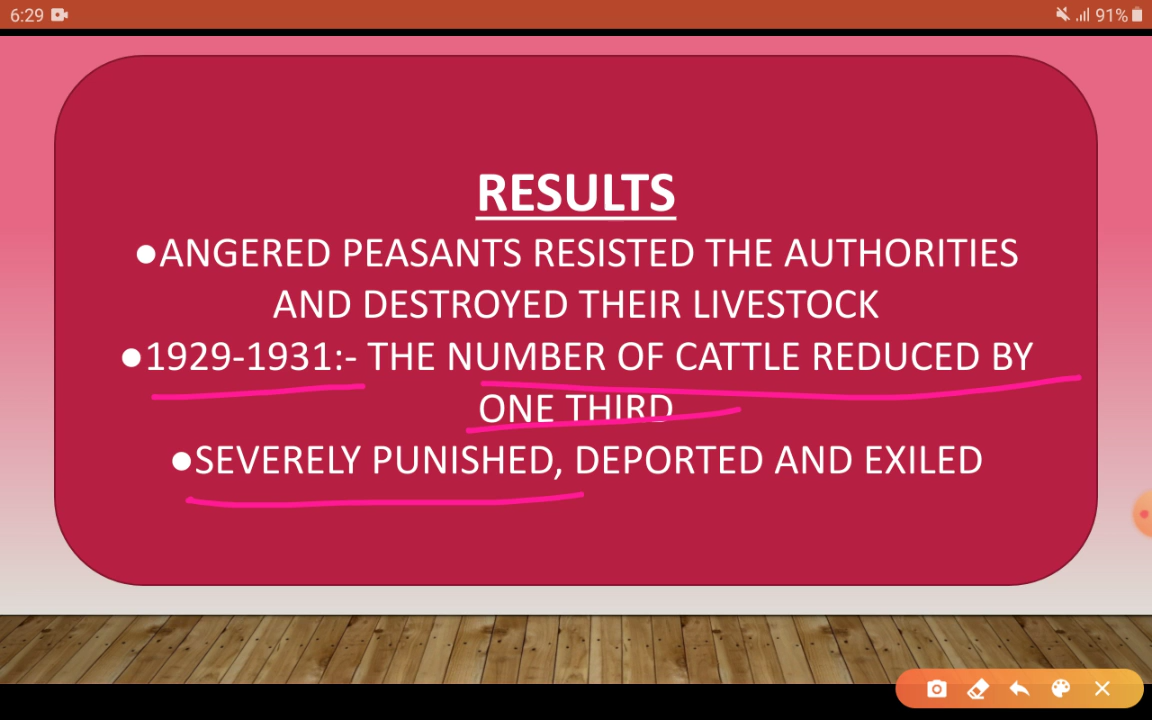 6:29
91%
RESULTS
●ANGERED PEASANTS RESISTED THE AUTHORITIES
AND DESTROYED THEIR LIVESTOCK
●1929-1931:- THE NUMBER OF CATTLE REDUCED BY
ONE THIRD
●SEVERELY PUNISHED, DEPORTED AND EXILED